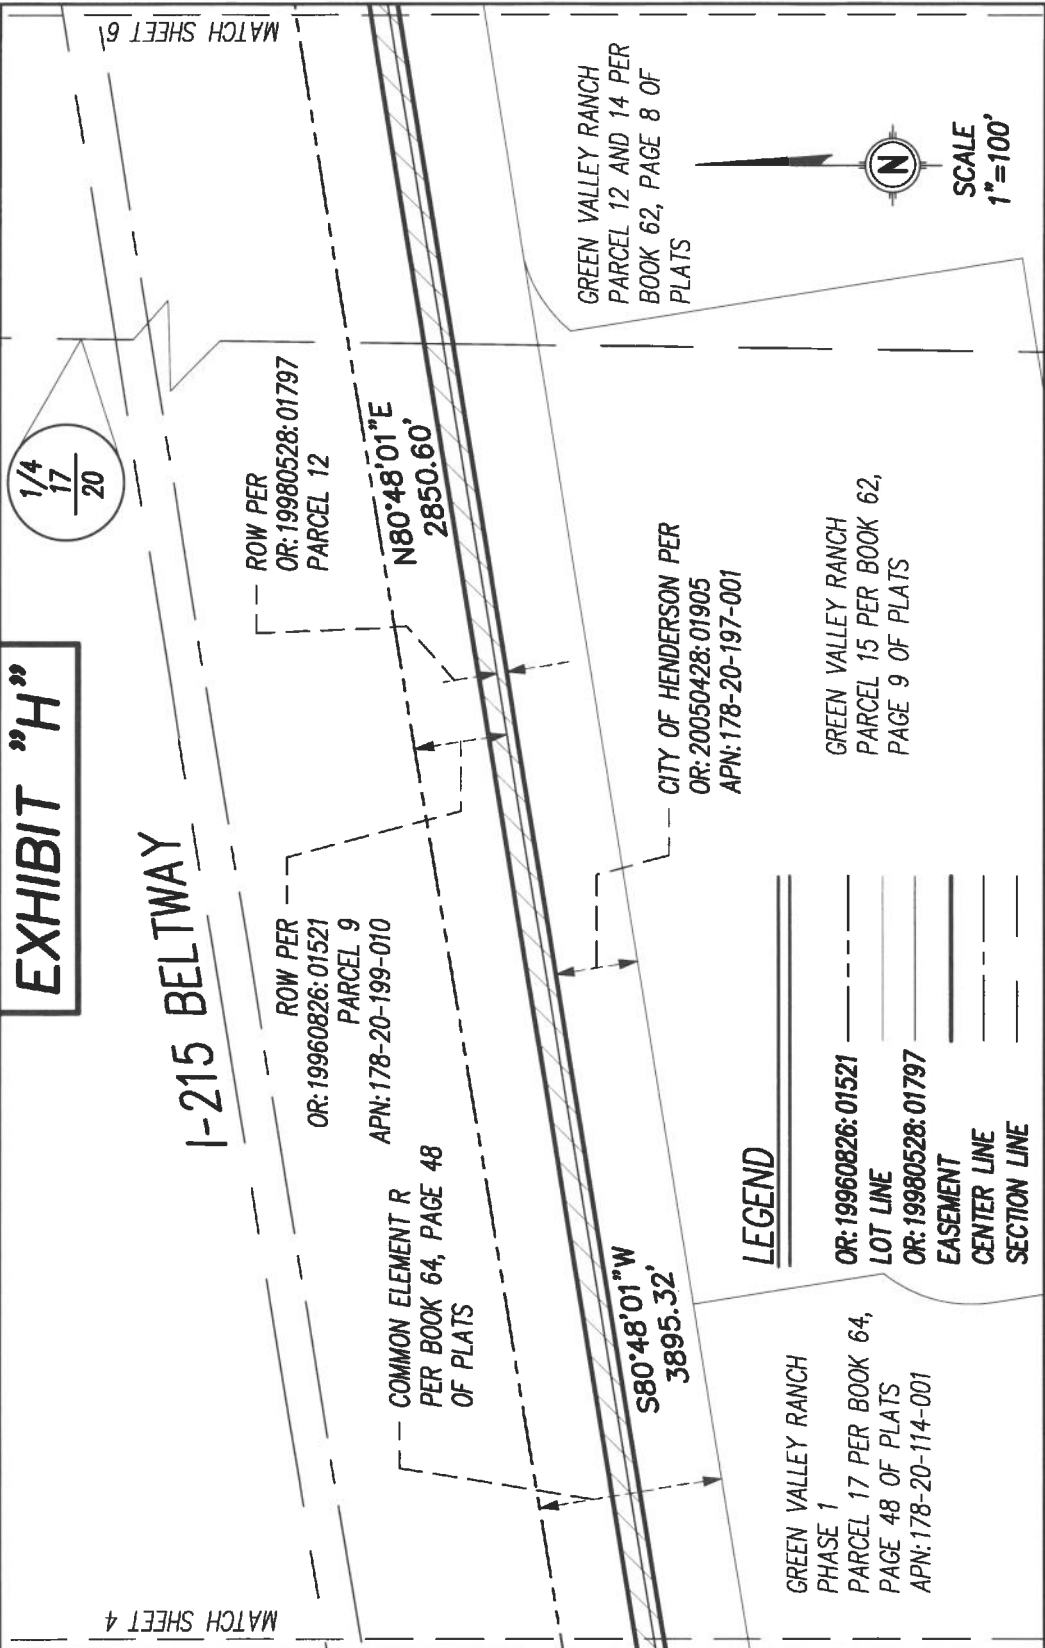 EXHIBIT "H"
MATCH SHEET 4
MATCH SHEET 6
I-215 BELTWAY
1/4
17
20
ROW PER
OR:19980528:01797
PARCEL 12
N80°48'01"E
2850.60'
ROW PER
OR:19960826:01521
PARCEL 9
APN:178-20-199-010
COMMON ELEMENT R
PER BOOK 64, PAGE 48
OF PLATS
S80°48'01"W
3895.32'
CITY OF HENDERSON PER
OR:20050428:01905
APN:178-20-197-001
GREEN VALLEY RANCH
PARCEL 12 AND 14 PER
BOOK 62, PAGE 8 OF
PLATS
GREEN VALLEY RANCH
PARCEL 15 PER BOOK 62,
PAGE 9 OF PLATS
GREEN VALLEY RANCH
PHASE 1
PARCEL 17 PER BOOK 64,
PAGE 48 OF PLATS
APN:178-20-114-001
LEGEND
OR:19960826:01521
LOT LINE
OR:19980528:01797
EASEMENT
CENTER LINE
SECTION LINE
N
SCALE
1"=100'